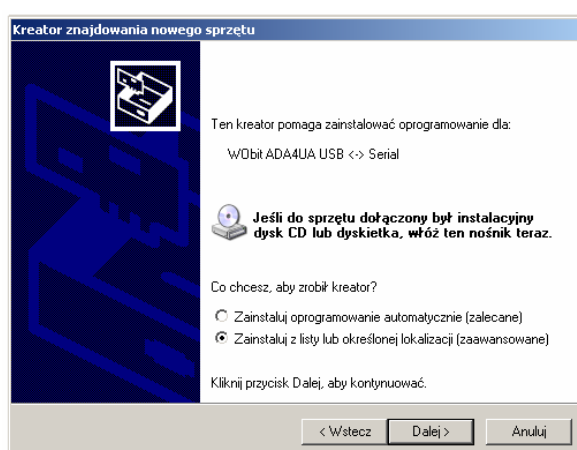 Kreator znajdowania nowego sprzętu
Ten kreator pomaga zainstalować oprogramowanie dla:
WObit ADA4UA USB <-> Serial
Jeśli do sprzętu dołączony był instalacyjny
dysk CD lub dyskietka, włóż ten nośnik teraz.
Co chcesz, aby zrobił kreator?
Zainstaluj oprogramowanie automatycznie (zalecane)
Zainstaluj z listy lub określonej lokalizacji (zaawansowane)
Kliknij przycisk Dalej, aby kontynuować.
< Wstecz
Dalej >
Anuluj